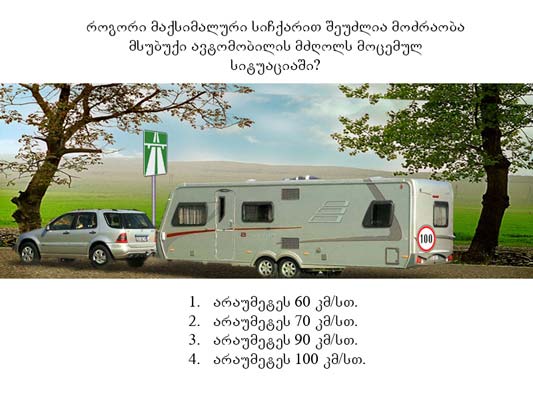 როგორი მაქსიმალური სიჩქარით შეუძლია მოძრაობა
მსუბუქი ავტომობილის მძღოლს მოცემულ
სიტუაციაში?
100
1. არაუმეტეს 60 კმ/სთ.
2. არაუმეტეს 70 კმ/სთ.
3. არაუმეტეს 90 კმ/სთ.
4. არაუმეტეს 100 კმ/სთ.